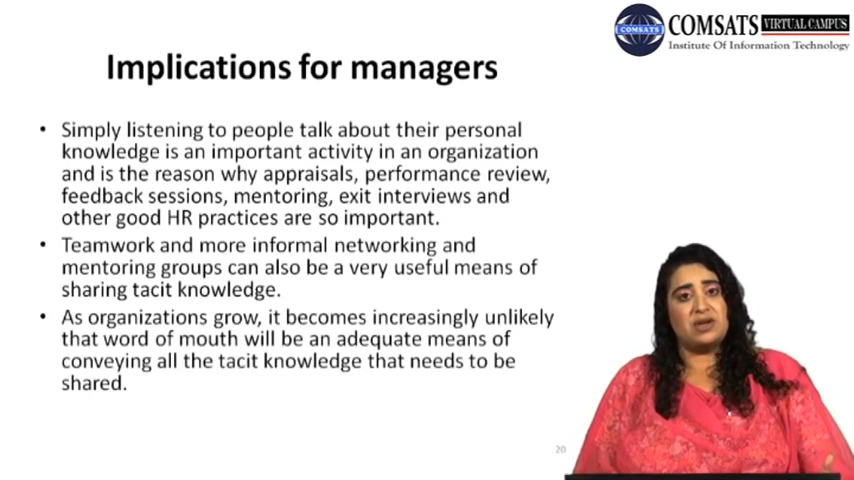 COMSATS VIRTUAL CAMPUS
COMSATS
Institute Of Information Technology
Implications for managers
• Simply listening to people talk about their personal
knowledge is an important activity in an organization
and is the reason why appraisals, performance review,
feedback sessions, mentoring, exit interviews and
other good HR practices are so important.
• Teamwork and more informal networking and
mentoring groups can also be a very useful means of
sharing tacit knowledge.
• As organizations grow, it becomes increasingly unlikely
that word of mouth will be an adequate means of
conveying all the tacit knowledge that needs to be
shared.
20